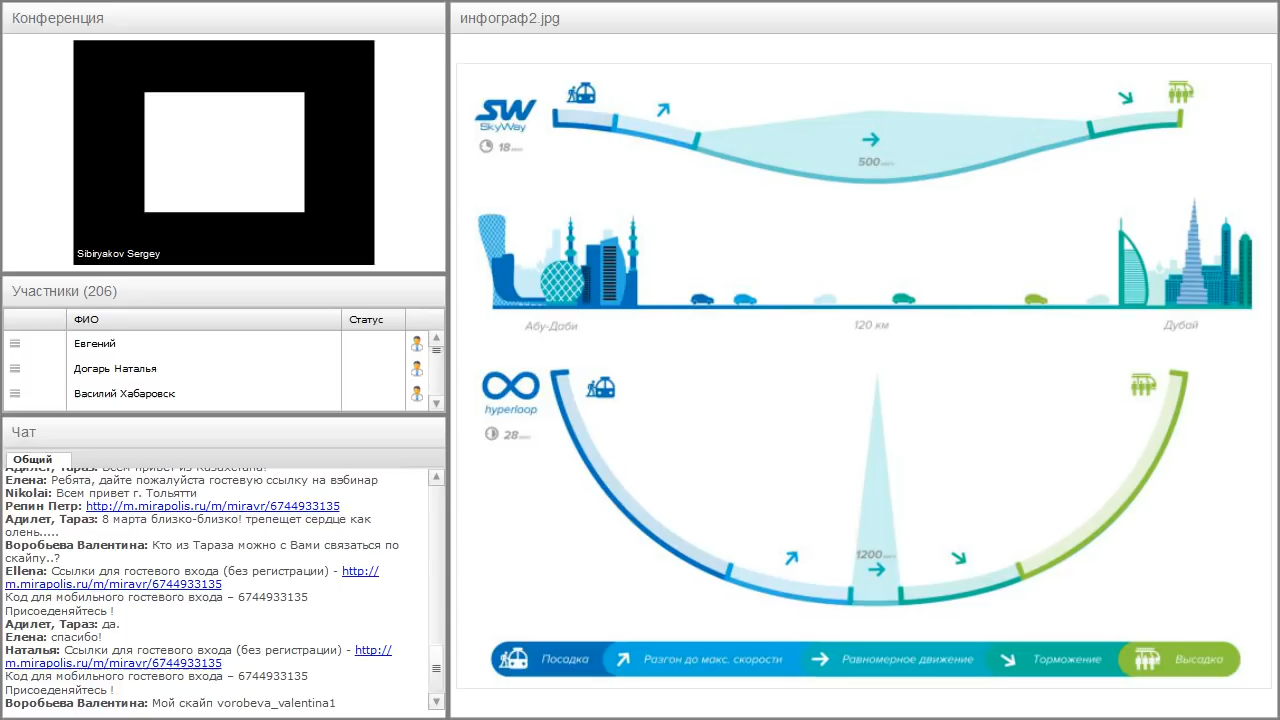 Конференция
Sibiryakov Sergey
Участники (206)
ФИО
Статус
Евгений
Догарь Наталья
Василий Хабаровск
Чат
Общий
Адилет, Тараз: Всем привет из Казахстана!
Елена: Ребята, дайте пожалуйста гостевую ссылку на вэбинар
Nikolai: Всем привет г. Тольятти
Репин Петр: http://m.mirapolis.ru/m/miravr/6744933135
Адилет, Тараз: 8 марта близко-близко! трепещет сердце как
олень.....
Воробьева Валентина: Кто из Тараза можно с Вами связаться по
скайпу..?
Ellena: Ссылки для гостевого входа (без регистрации) - http://
m.mirapolis.ru/m/miravr/6744933135
Код для мобильного гостевого входа – 6744933135
Присоеденяйтесь !
Адилет, Тараз: да.
Елена: спасибо!
Наталья: Ссылки для гостевого входа (без регистрации) - http://
m.mirapolis.ru/m/miravr/6744933135
Код для мобильного гостевого входа – 6744933135
Присоеденяйтесь !
Воробьева Валентина: Мой скайп vorobeva_valentina1
инфограф2.jpg
SW
SkyWay
18
500
Абу-Даби
120 км
Дубай
hyperloop
28
1200
Посадка
Разгон до макс. скорости
Равномерное движение
Торможение
Высадка